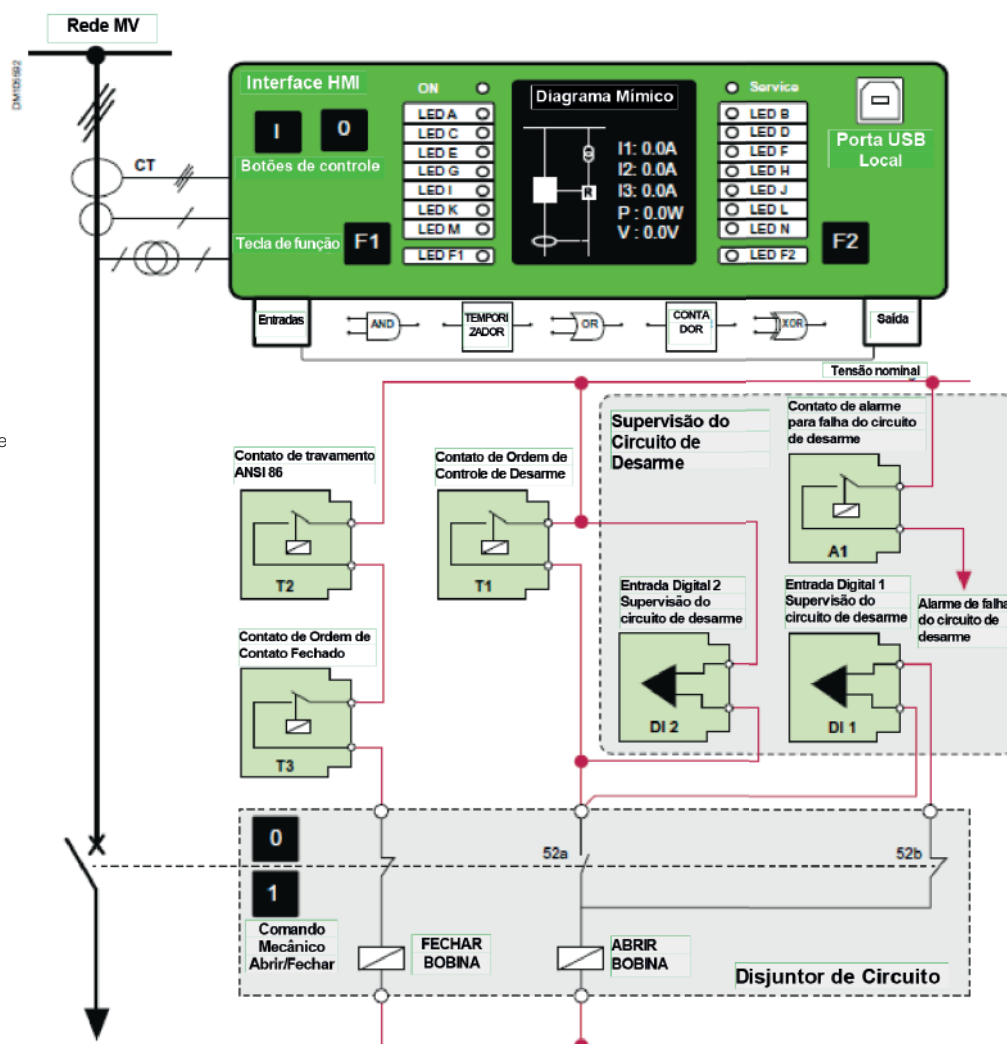 Rede MV
DM105592
Interface HMI
ON
Diagrama Mímico
Service
I
0
Botões de controle
LED A
LED C
LED E
LED G
LED I
LED K
LED M
LED F1
I1: 0.0A
I2: 0.0A
I3: 0.0A
P : 0.0W
V : 0.0V
R
LED B
LED D
LED F
LED H
LED J
LED L
LED N
LED F2
Porta USB
Local
CT
Tecla de função
F1
F2
Entradas
AND
TEMPORI
ZADOR
OR
CONTA
DOR
XOR
Saída
Tensão nominal
e
Contato de travamento
ANSI 86
T2
Contato de Ordem de
Controle de Desarme
T1
Supervisão do
Circuito de
Desarme
Contato de alarme
para falha do circuito
de desarme
A1
Entrada Digital 2
Supervisão do
circuito de desarme
DI 2
Entrada Digital 1
Supervisão do
circuito de desarme
DI 1
Alarme de falha
do circuito de
desarme
Contato de Ordem de
Contato Fechado
T3
0
1
Comando
Mecânico
Abrir/Fechar
52a
52b
FECHAR
BOBINA
ABRIR
BOBINA
Disjuntor de Circuito